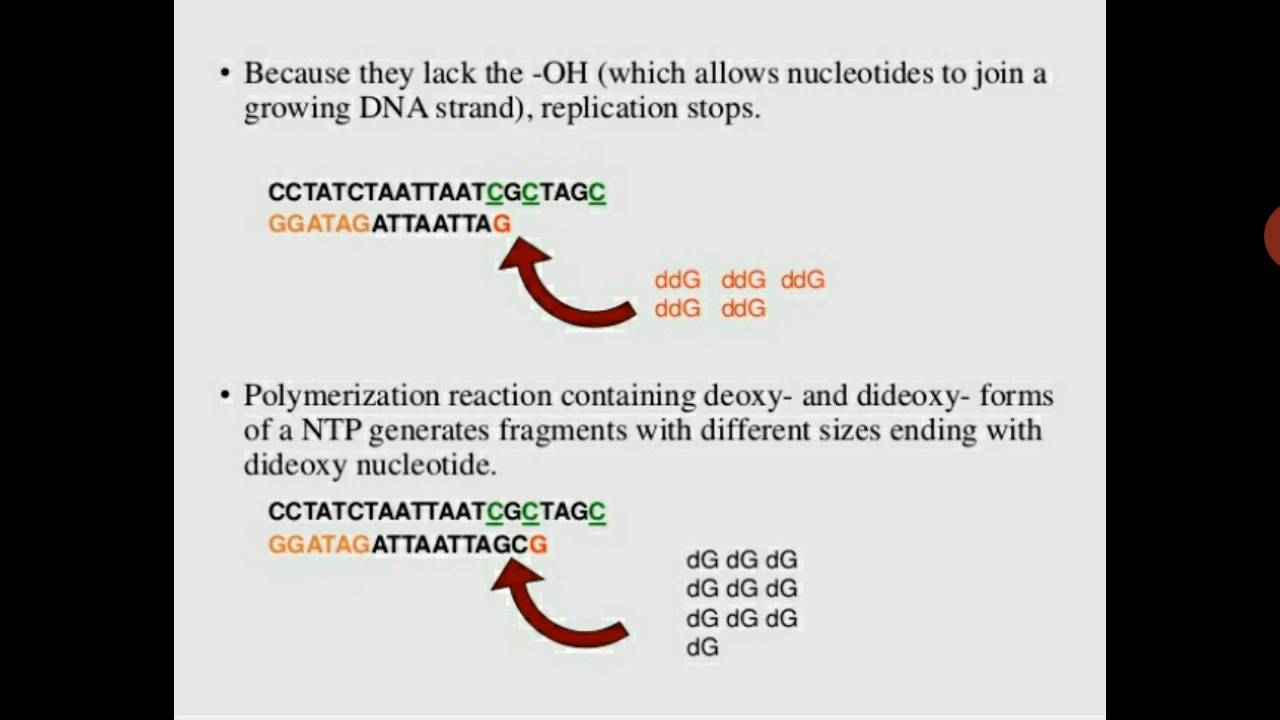 • Because they lack the -OH (which allows nucleotides to join a
growing DNA strand), replication stops.
CCTATCTAATTAATCGCTAGC
GGATAGATTAATTAG
ddG ddG ddG
ddG ddG
• Polymerization reaction containing deoxy- and dideoxy- forms
of a NTP generates fragments with different sizes ending with
dideoxy nucleotide.
CCTATCTAATTAATCGCTAGC
GGATAGATTAATTAGCG
dG dG dG
dG dG dG
dG dG dG
dG